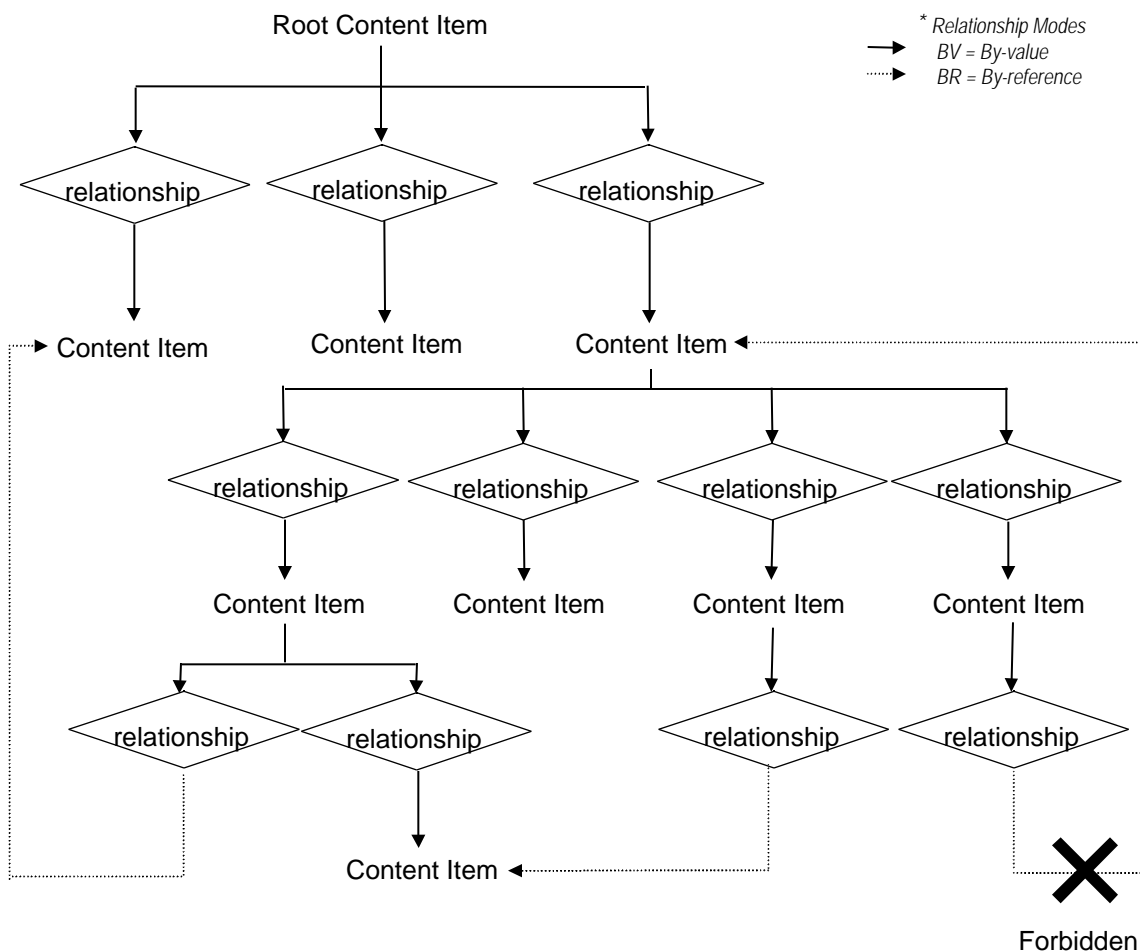 Root Content Item
* Relationship Modes
BV = By-value
BR = By-reference
relationship
relationship
relationship
Content Item
Content Item
Content Item
relationship
relationship
relationship
relationship
Content Item
Content Item
Content Item
Content Item
relationship
relationship
relationship
relationship
Content Item
Forbidden